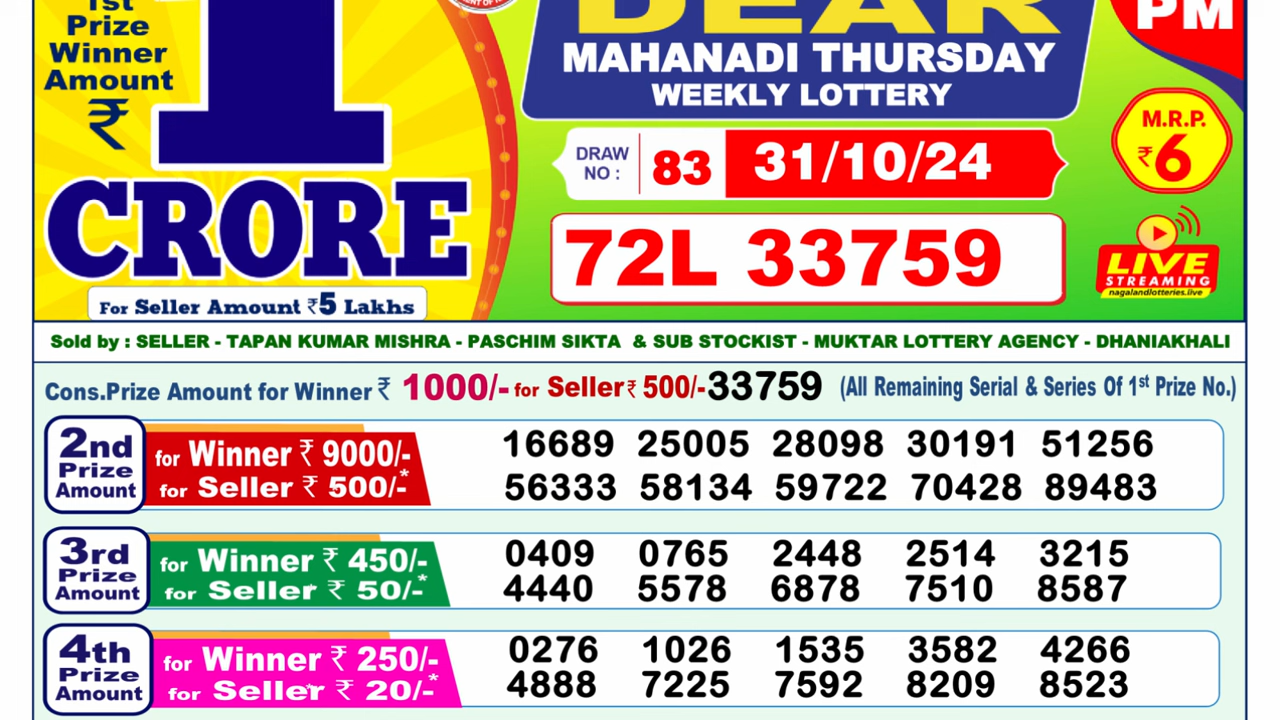 1st
Prize
Winner
Amount
₹
1
CRORE
For Seller Amount ₹5 Lakhs
DEAR
MAHANADI THURSDAY
WEEKLY LOTTERY
PM
M.R.P.
₹6
DRAW NO : 83 31/10/24
72L 33759
LIVE
STREAMING
nagalandlotteries.live
Sold by : SELLER - TAPAN KUMAR MISHRA - PASCHIM SIKTA & SUB STOCKIST - MUKTAR LOTTERY AGENCY - DHANIAKHALI
Cons.Prize Amount for Winner ₹ 1000/- for Seller ₹ 500/- 33759 (All Remaining Serial & Series Of 1st Prize No.)
2nd Prize Amount
for Winner ₹ 9000/-
for Seller ₹ 500/-*
16689 25005 28098 30191 51256
56333 58134 59722 70428 89483
3rd Prize Amount
for Winner ₹ 450/-
for Seller ₹ 50/-*
0409 0765 2448 2514 3215
4440 5578 6878 7510 8587
4th Prize Amount
for Winner ₹ 250/-
for Seller ₹ 20/-*
0276 1026 1535 3582 4266
4888 7225 7592 8209 8523